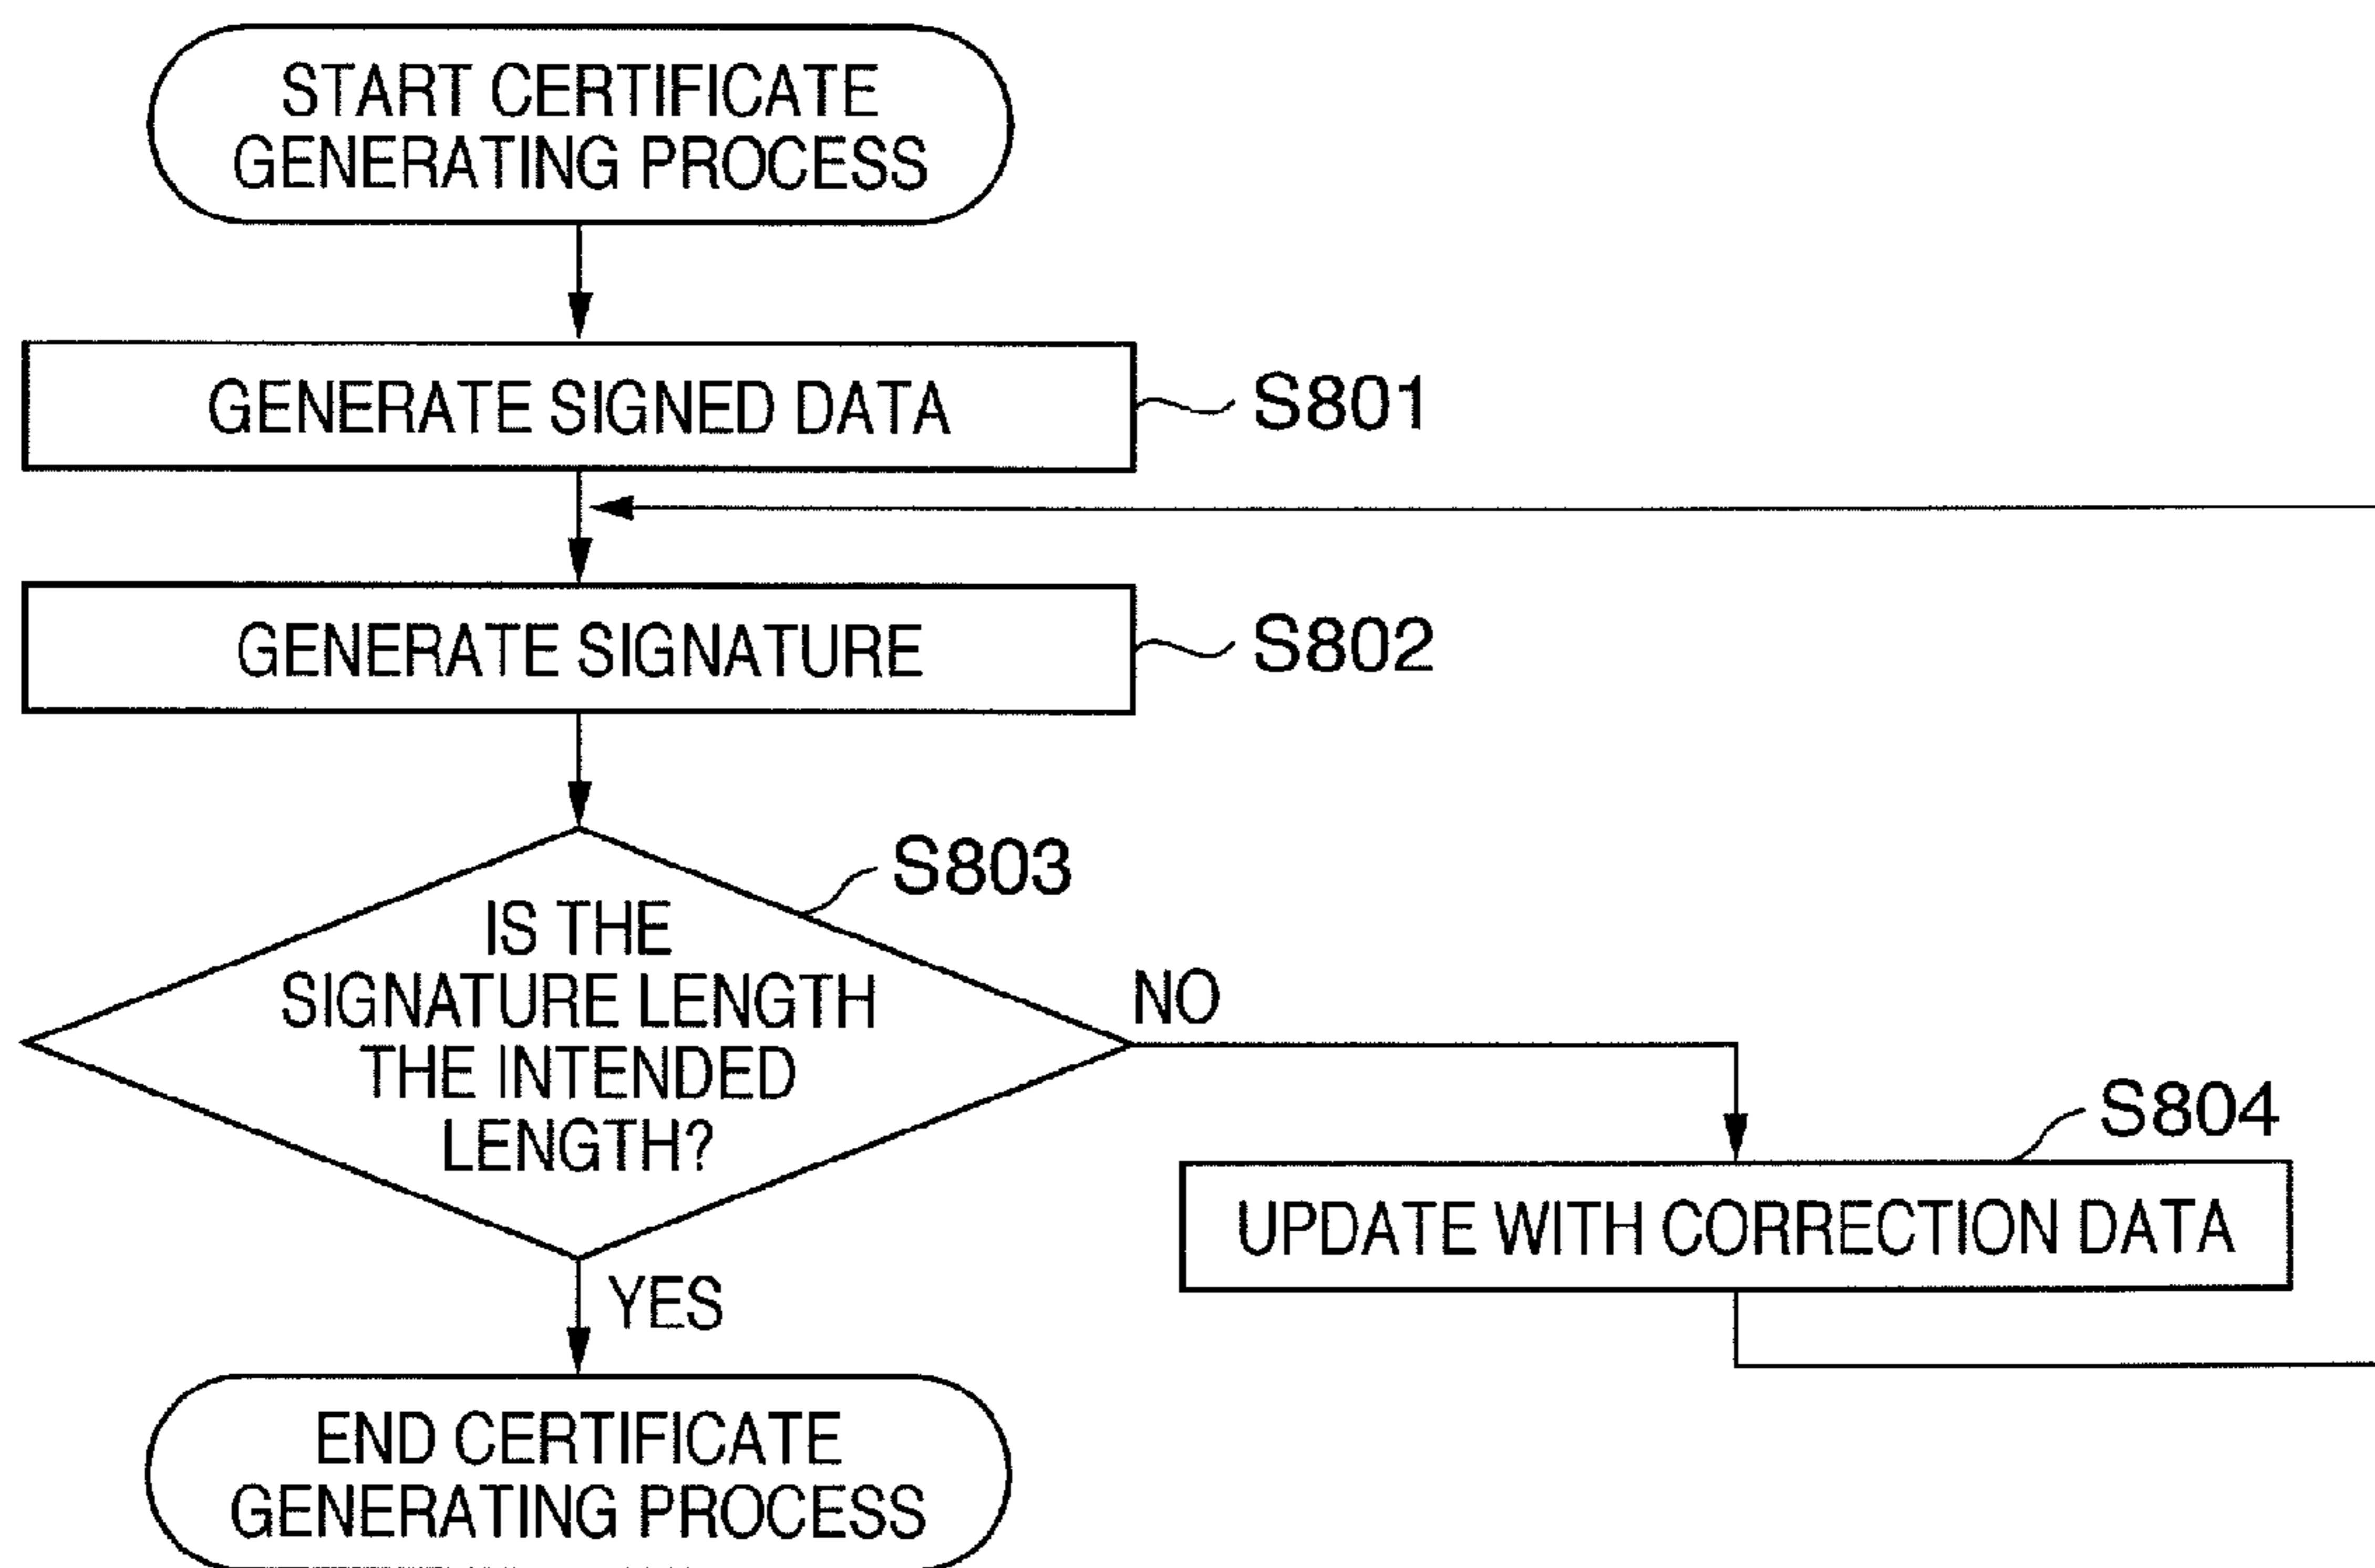 START CERTIFICATE
GENERATING PROCESS
GENERATE SIGNED DATA
S801
GENERATE SIGNATURE
S802
S803
IS THE
SIGNATURE LENGTH
THE INTENDED
LENGTH?
NO
S804
UPDATE WITH CORRECTION DATA
YES
END CERTIFICATE
GENERATING PROCESS